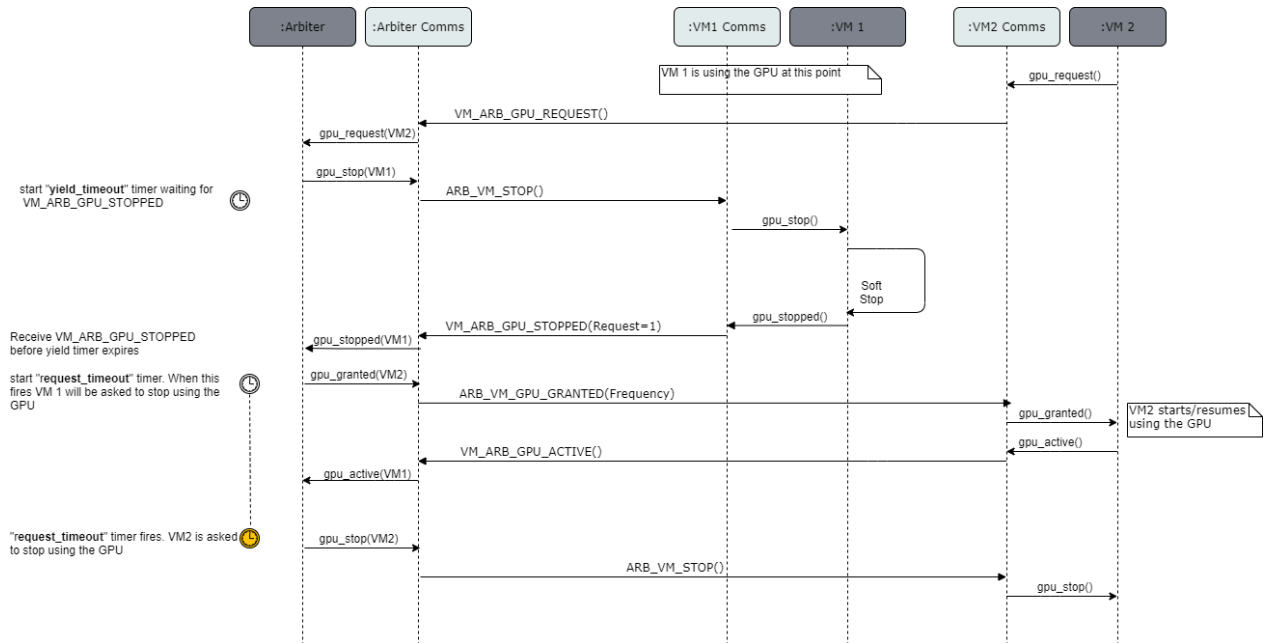 :Arbiter
:Arbiter Comms
:VM1 Comms
:VM 1
:VM2 Comms
:VM 2
VM 1 is using the GPU at this point
gpu_request()
VM_ARB_GPU_REQUEST()
gpu_request(VM2)
gpu_stop(VM1)
start "yield_timeout" timer waiting for
VM_ARB_GPU_STOPPED
ARB_VM_STOP()
gpu_stop()
Soft
Stop
gpu_stopped()
VM_ARB_GPU_STOPPED(Request=1)
Receive VM_ARB_GPU_STOPPED
before yield timer expires
gpu_stopped(VM1)
start "request_timeout" timer. When this
fires VM 1 will be asked to stop using the
GPU
gpu_granted(VM2)
ARB_VM_GPU_GRANTED(Frequency)
gpu_granted()
VM2 starts/resumes
using the GPU
gpu_active()
VM_ARB_GPU_ACTIVE()
gpu_active(VM1)
"request_timeout" timer fires. VM2 is asked
to stop using the GPU
gpu_stop(VM2)
ARB_VM_STOP()
gpu_stop()